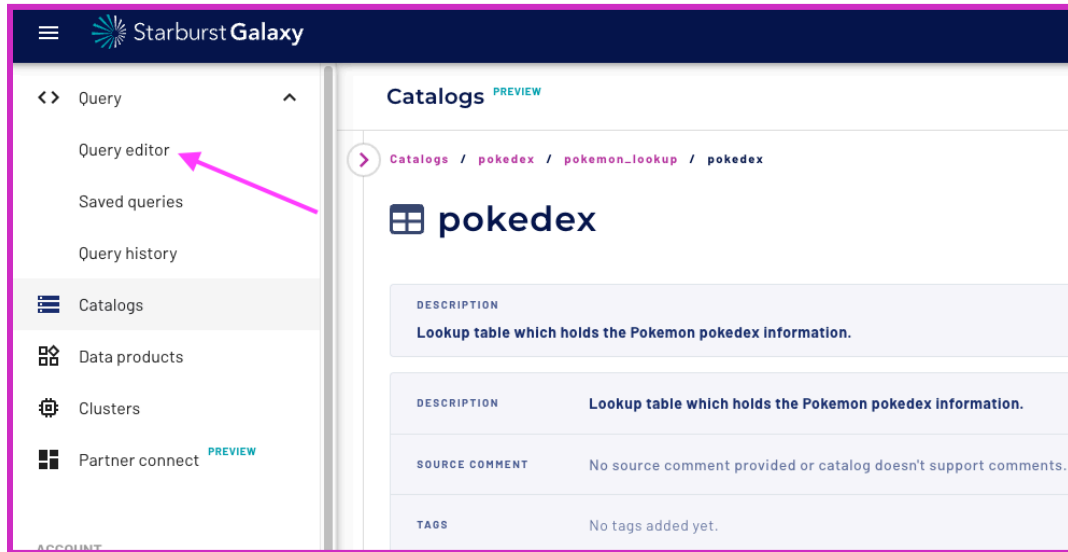 Starburst Galaxy
Query
Query editor
Saved queries
Query history
Catalogs
Data products
Clusters
Partner connect PREVIEW
ACCOUNT
Catalogs PREVIEW
Catalogs / pokedex / pokemon_lookup / pokedex
pokedex
DESCRIPTION
Lookup table which holds the Pokemon pokedex information.
DESCRIPTION Lookup table which holds the Pokemon pokedex information.
SOURCE COMMENT No source comment provided or catalog doesn't support comments.
TAGS No tags added yet.